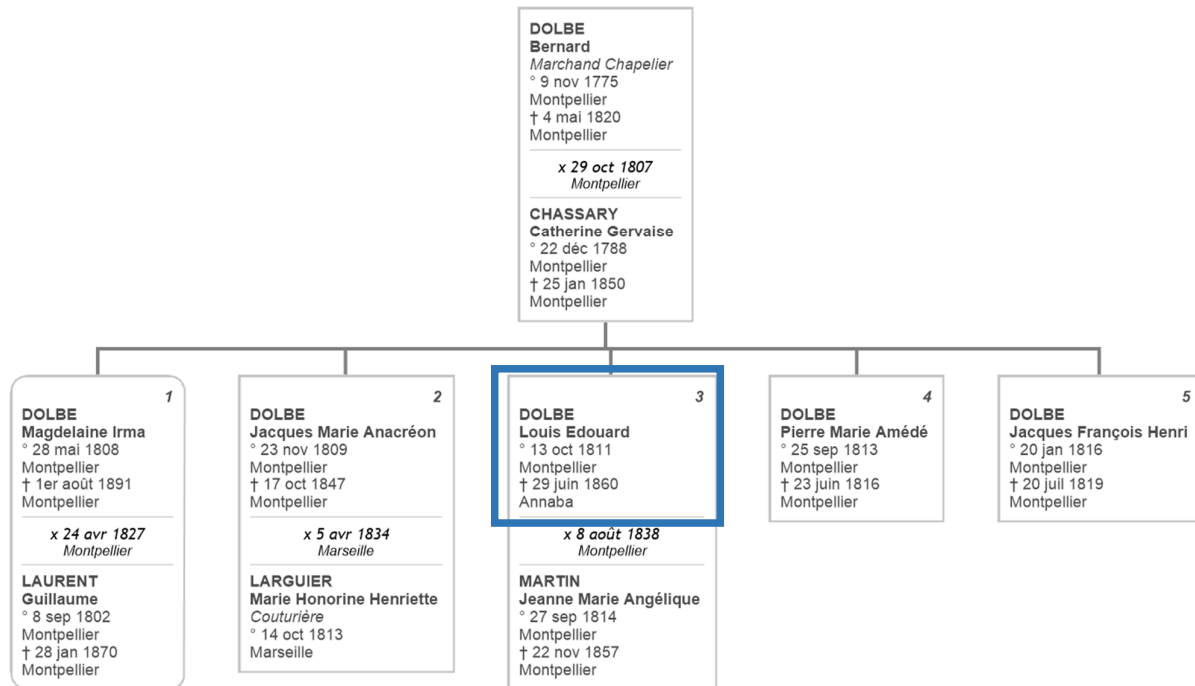 DOLBE
Bernard
Marchand Chapelier
° 9 nov 1775
Montpellier
† 4 mai 1820
Montpellier
x 29 oct 1807
Montpellier
CHASSARY
Catherine Gervaise
° 22 déc 1788
Montpellier
† 25 jan 1850
Montpellier
1
DOLBE
Magdelaine Irma
° 28 mai 1808
Montpellier
† 1er août 1891
Montpellier
x 24 avr 1827
Montpellier
LAURENT
Guillaume
° 8 sep 1802
Montpellier
† 28 jan 1870
Montpellier
2
DOLBE
Jacques Marie Anacréon
° 23 nov 1809
Montpellier
† 17 oct 1847
Montpellier
x 5 avr 1834
Marseille
LARGUIER
Marie Honorine Henriette
Couturière
° 14 oct 1813
Marseille
3
DOLBE
Louis Edouard
° 13 oct 1811
Montpellier
† 29 juin 1860
Annaba
x 8 août 1838
Montpellier
MARTIN
Jeanne Marie Angélique
° 27 sep 1814
Montpellier
† 22 nov 1857
Montpellier
4
DOLBE
Pierre Marie Amédé
° 25 sep 1813
Montpellier
† 23 juin 1816
Montpellier
5
DOLBE
Jacques François Henri
° 20 jan 1816
Montpellier
† 20 juil 1819
Montpellier